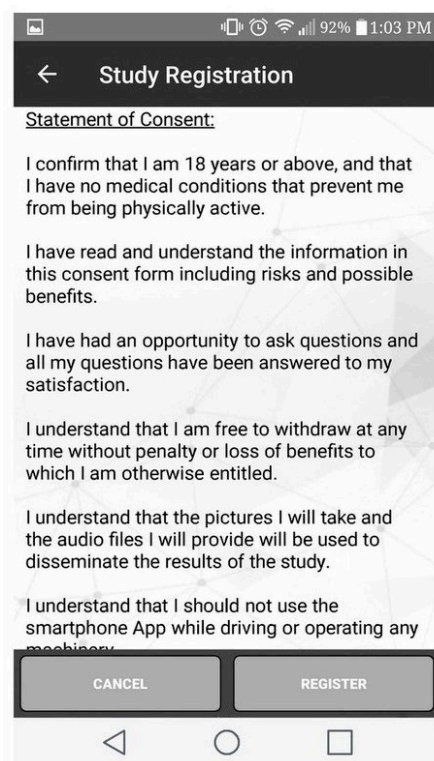 92% 1:03 PM
Study Registration
Statement of Consent:
I confirm that I am 18 years or above, and that
I have no medical conditions that prevent me
from being physically active.
I have read and understand the information in
this consent form including risks and possible
benefits.
I have had an opportunity to ask questions and
all my questions have been answered to my
satisfaction.
I understand that I am free to withdraw at any
time without penalty or loss of benefits to
which I am otherwise entitled.
I understand that the pictures I will take and
the audio files I will provide will be used to
disseminate the results of the study.
I understand that I should not use the
smartphone App while driving or operating any
machinery
CANCEL
REGISTER